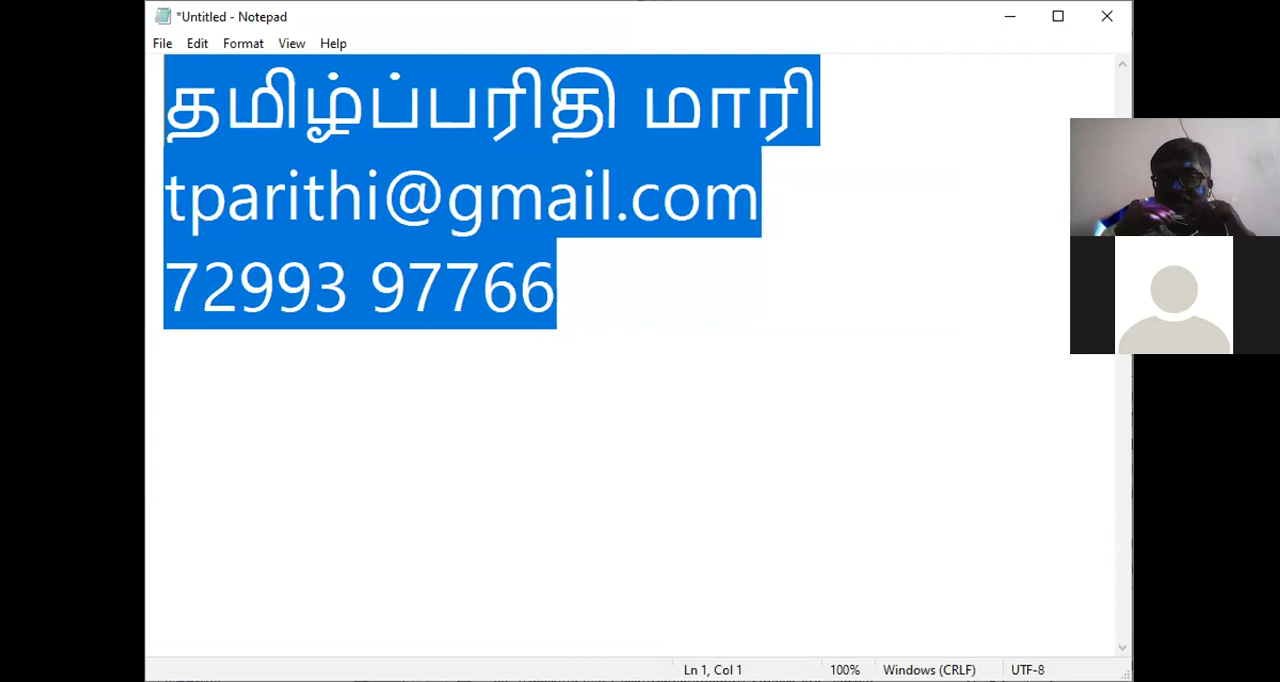 *Untitled - Notepad
File Edit Format View Help
தமிழ்ப்பரிதி மாரி
tparithi@gmail.com
72993 97766
Ln 1, Col 1 100% Windows (CRLF) UTF-8